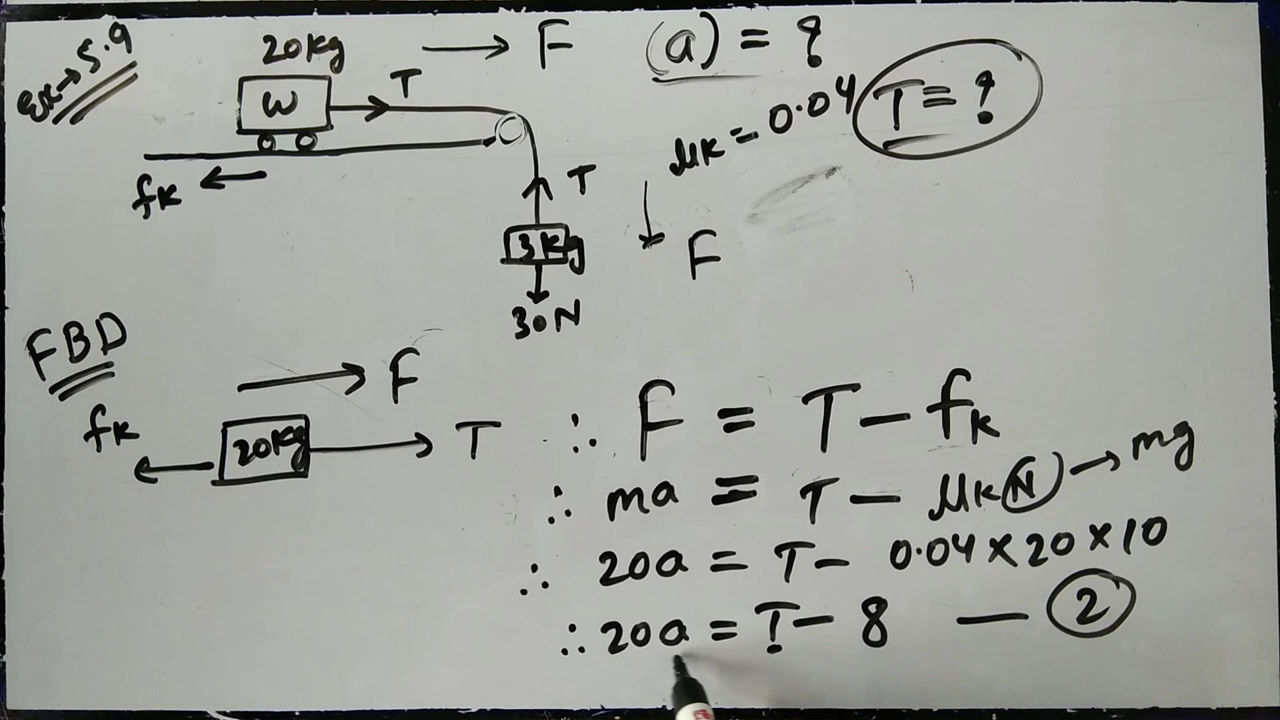 Ex → 5.9
20kg
→ F
(a) = ?
W
T
μk = 0.04
T = ?
fk
T
3kg
F
30N
FBD
F
fk
20kg
T
∴ F = T - fk
∴ ma = T - μkN → mg
∴ 20a = T - 0.04 × 20 × 10
∴ 20a = T - 8 — 2